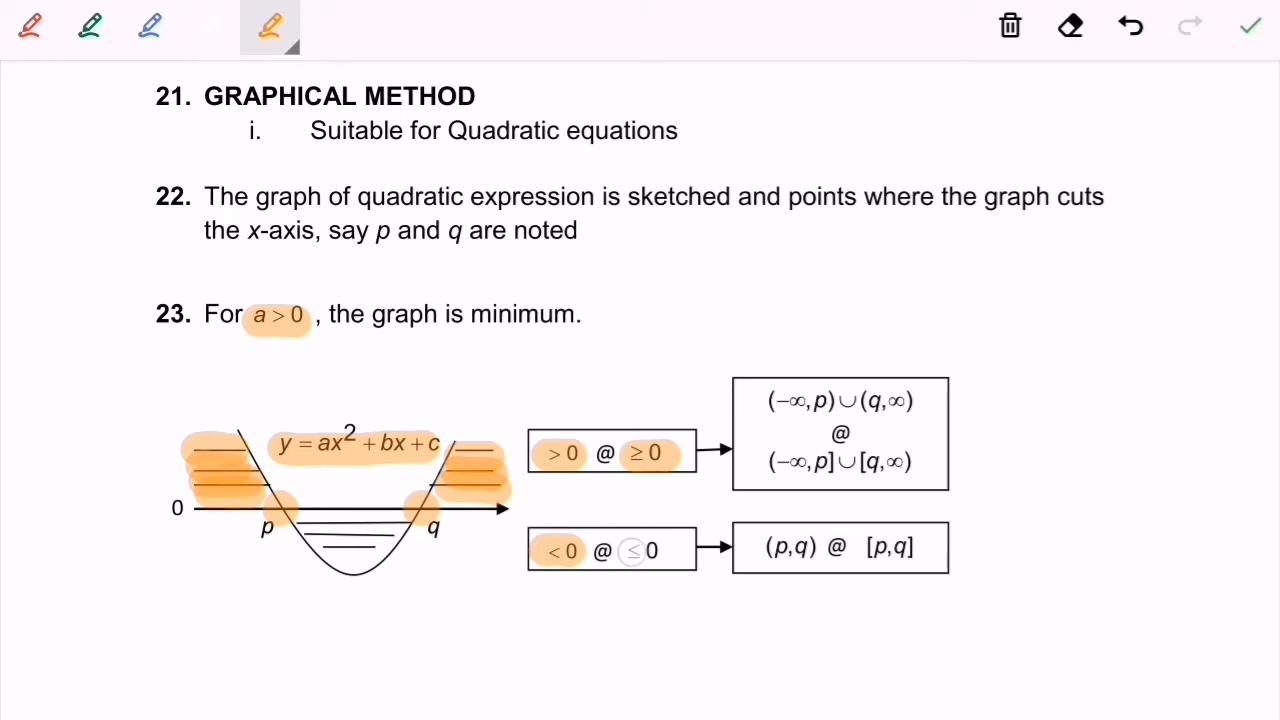 21. GRAPHICAL METHOD
i. Suitable for Quadratic equations
22. The graph of quadratic expression is sketched and points where the graph cuts
the x-axis, say p and q are noted
23. For a > 0 , the graph is minimum.
y = ax² + bx + c
0
p
q
> 0 @ ≥ 0
(−∞, p) ∪ (q, ∞)
@
(−∞, p] ∪ [q, ∞)
< 0 @ ≤ 0
(p,q) @ [p,q]